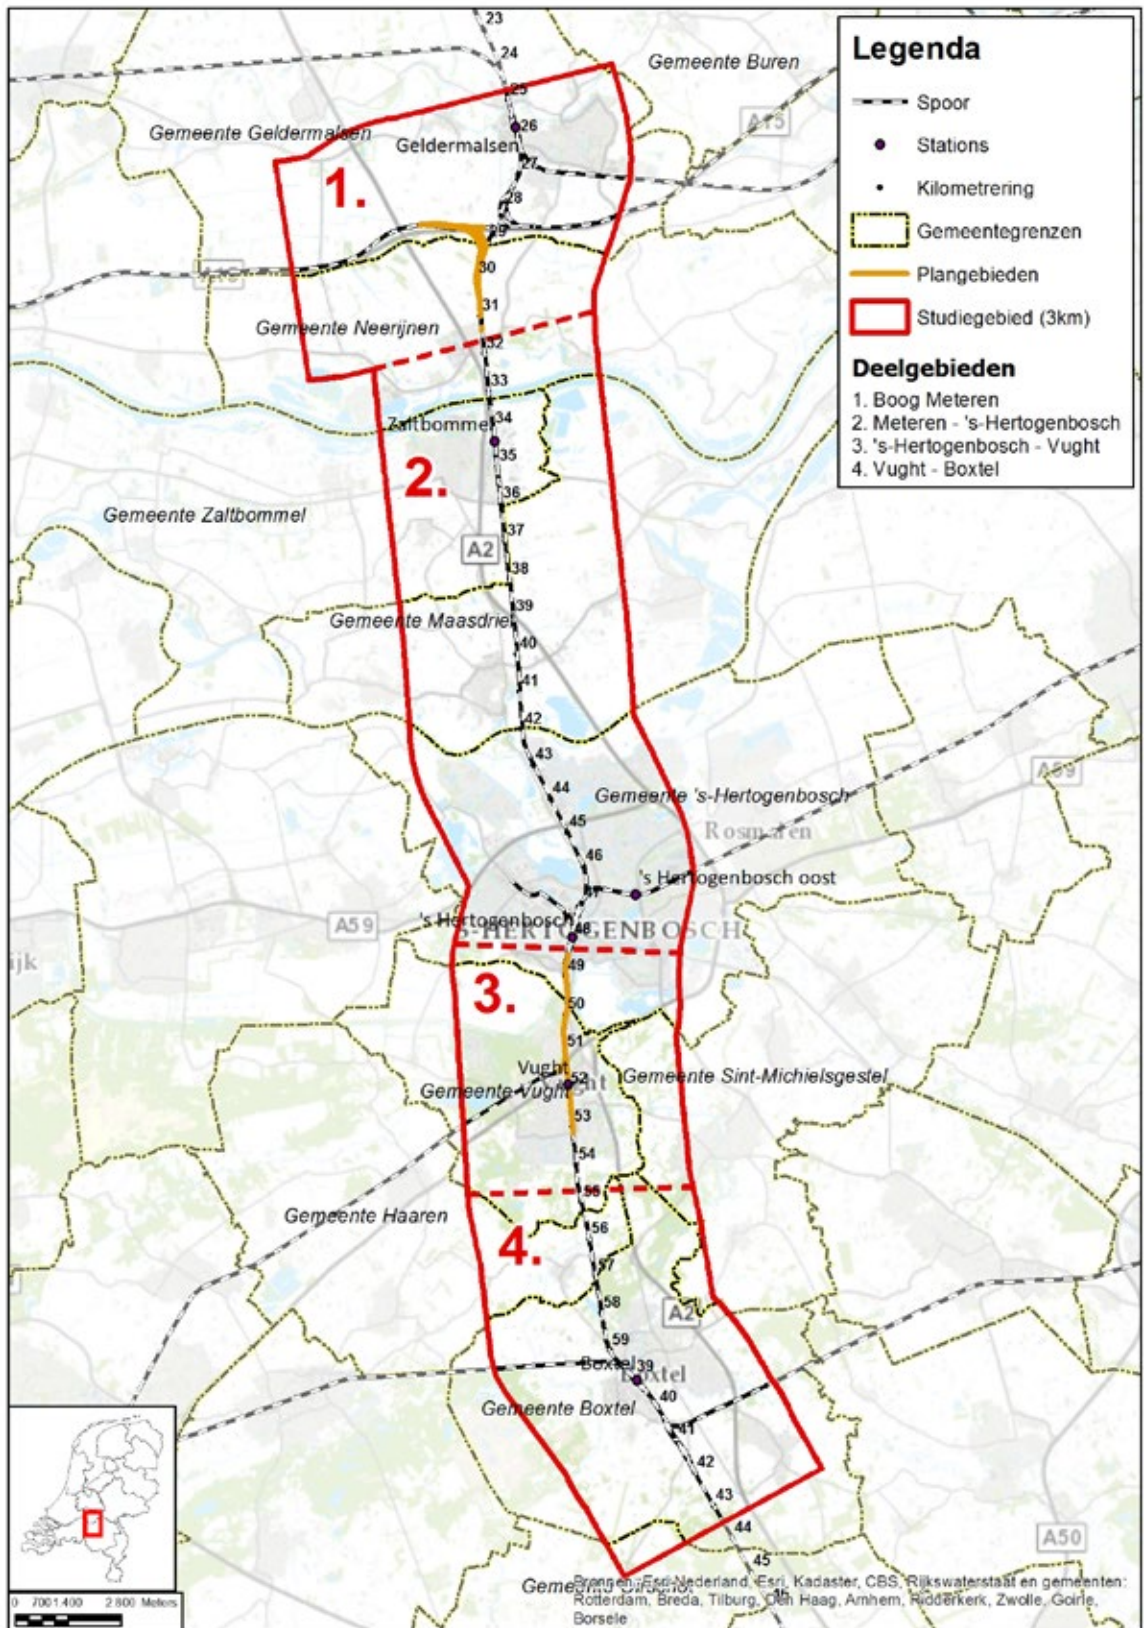 23
24
25
26
27
28
29
30
31
32
33
34
35
36
37
38
39
40
41
42
43
44
45
46
47
48
49
50
51
52
53
54
55
56
57
58
59
39
40
41
42
43
44
45
Gemeente Buren
A15
Gemeente Geldermalsen
Geldermalsen
1.
Gemeente Neerijnen
Zaltbommel
2.
Gemeente Zaltbommel
A2
Gemeente Maasdriel
A59
Gemeente 's-Hertogenbosch
Rosmalen
's Hertogenbosch oost
A59
's Hertogenbosch
'S-HERTOGENBOSCH
3.
Vught
Gemeente Vught
Gemeente Sint-Michielsgestel
Gemeente Haaren
4.
A2
Boxtel
Boxtel
Gemeente Boxtel
A50
Legenda
Spoor
Stations
Kilometrering
Gemeentegrenzen
Plangebieden
Studiegebied (3km)
Deelgebieden
1. Boog Meteren
2. Meteren - 's-Hertogenbosch
3. 's-Hertogenbosch - Vught
4. Vught - Boxtel
0 700 1.400 2.800 Meters
Bronnen: Esri Nederland, Esri, Kadaster, CBS, Rijkswaterstaat en gemeenten:
Rotterdam, Breda, Tilburg, Den Haag, Arnhem, Ridderkerk, Zwolle, Goirle,
Borsele